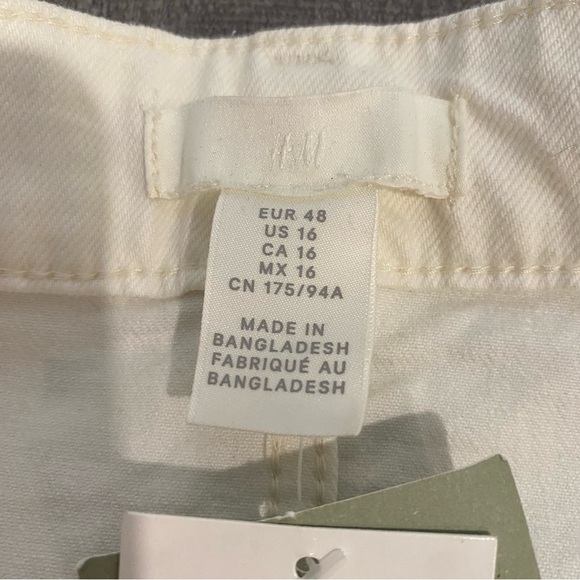 H&M
EUR 48
US 16
CA 16
MX 16
CN 175/94A
MADE IN
BANGLADESH
FABRIQUÉ AU
BANGLADESH